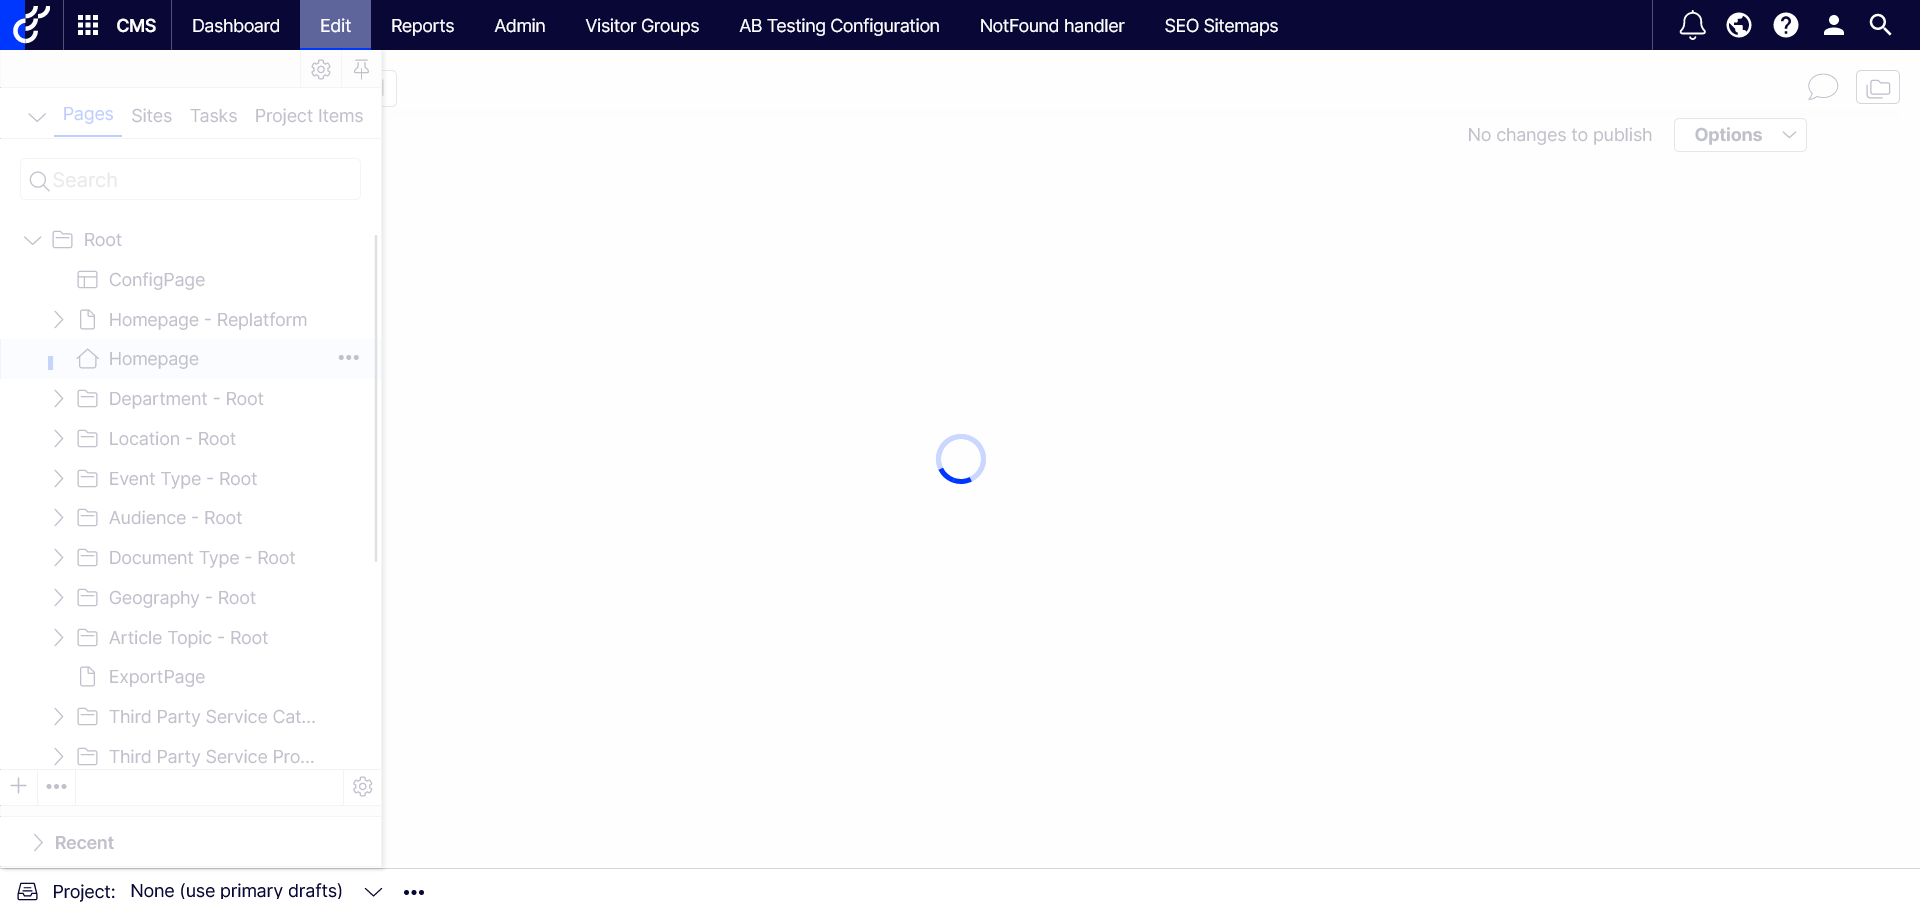 CMS Dashboard Edit Reports Admin Visitor Groups AB Testing Configuration NotFound handler SEO Sitemaps
Pages Sites Tasks Project Items
No changes to publish Options
Search
Root
ConfigPage
Homepage - Replatform
Homepage
Department - Root
Location - Root
Event Type - Root
Audience - Root
Document Type - Root
Geography - Root
Article Topic - Root
ExportPage
Third Party Service Cat...
Third Party Service Pro...
Recent
Project: None (use primary drafts)